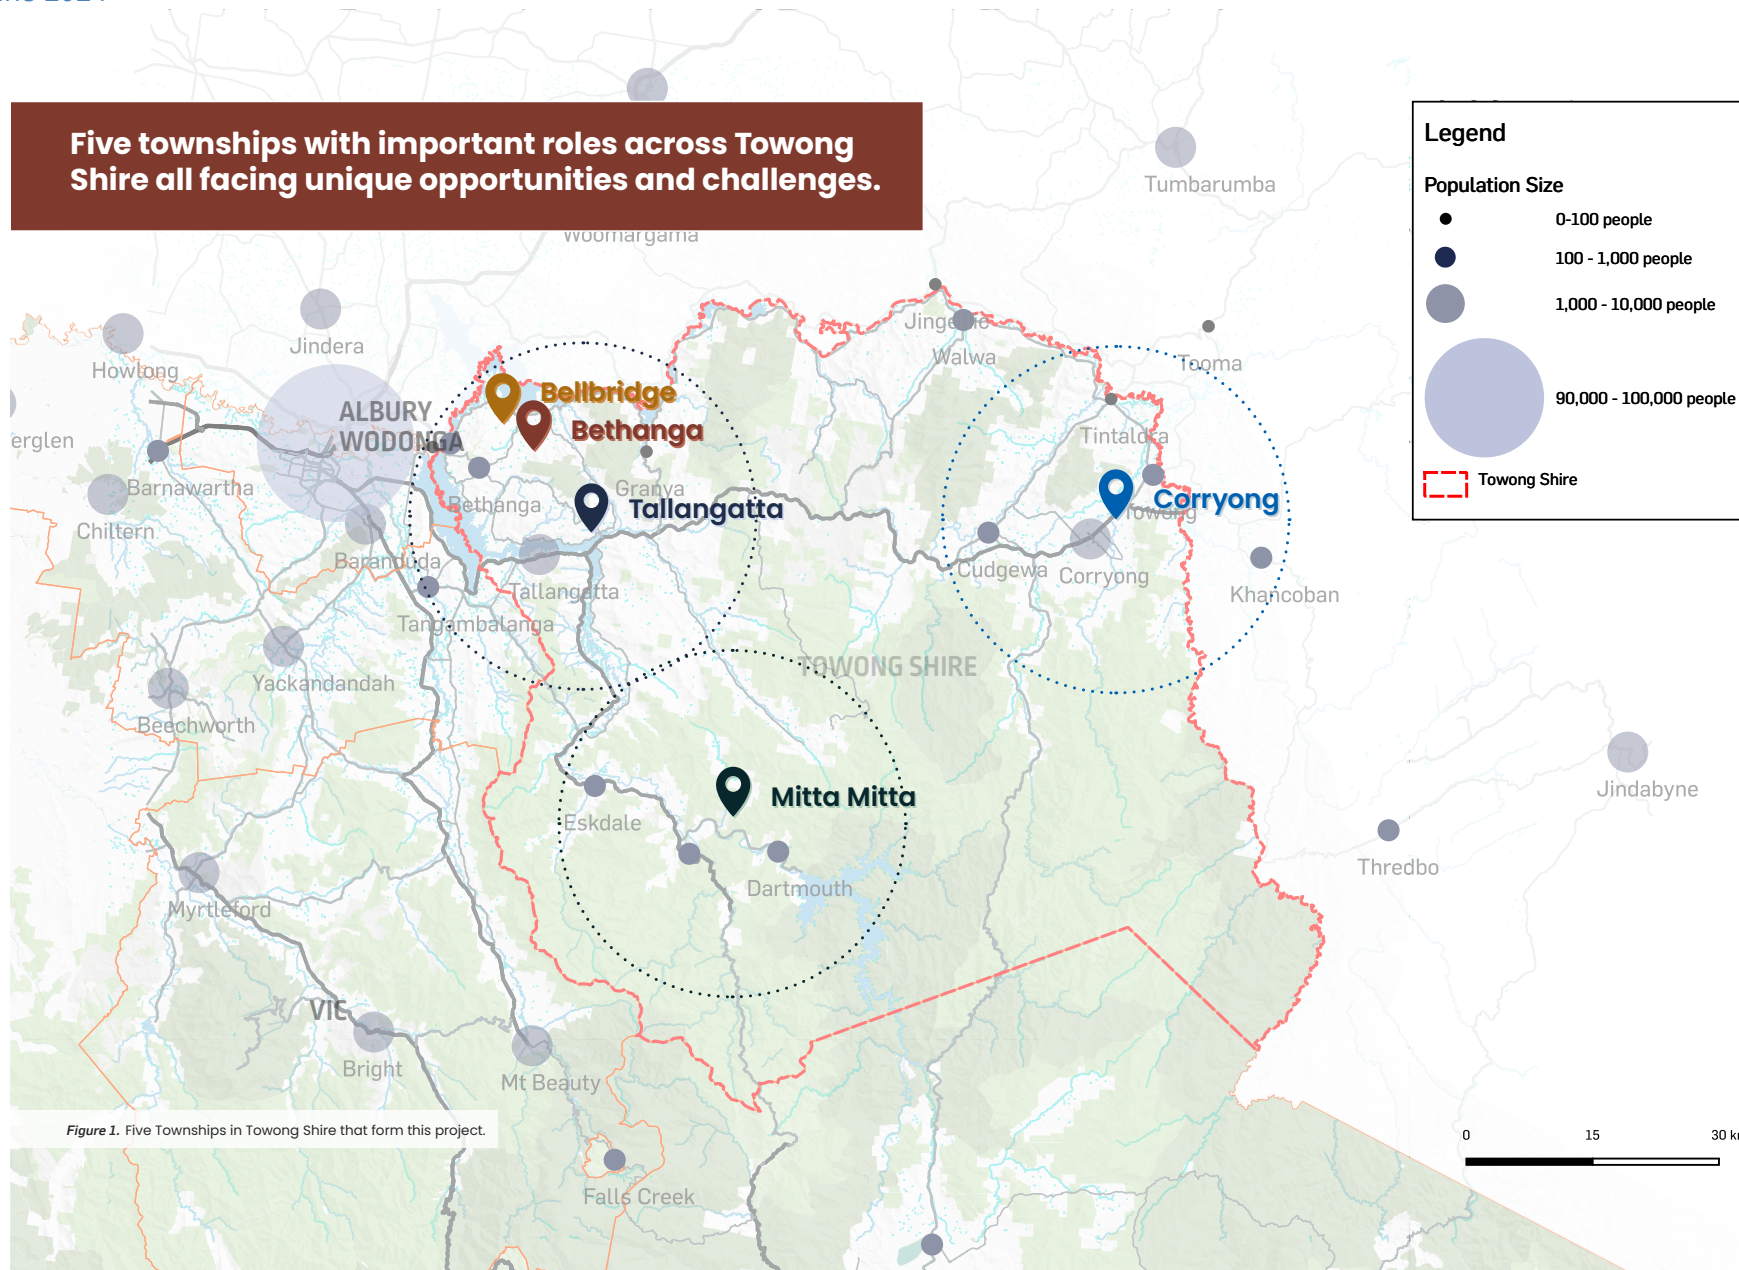 2024
Five townships with important roles across Towong
Shire all facing unique opportunities and challenges.
Woomargama
Tumbarumba
Legend
Population Size
0-100 people
100 - 1,000 people
1,000 - 10,000 people
90,000 - 100,000 people
Towong Shire
Jindera
Howlong
Jingellic
Walwa
Tooma
ALBURY
WODONGA
Bellbridge
Bethanga
erglen
Barnawartha
Chiltern
Bethanga
Granya
Tallangatta
Tintaldra
Corryong
Towong
Baranduda
Tallangatta
Tangambalanga
Cudgewa
Corryong
Khancoban
TOWONG SHIRE
Yackandandah
Beechworth
Mitta Mitta
Eskdale
Dartmouth
Jindabyne
Thredbo
Myrtleford
VIC
Bright
Mt Beauty
Figure 1. Five Townships in Towong Shire that form this project.
Falls Creek
0 15 30